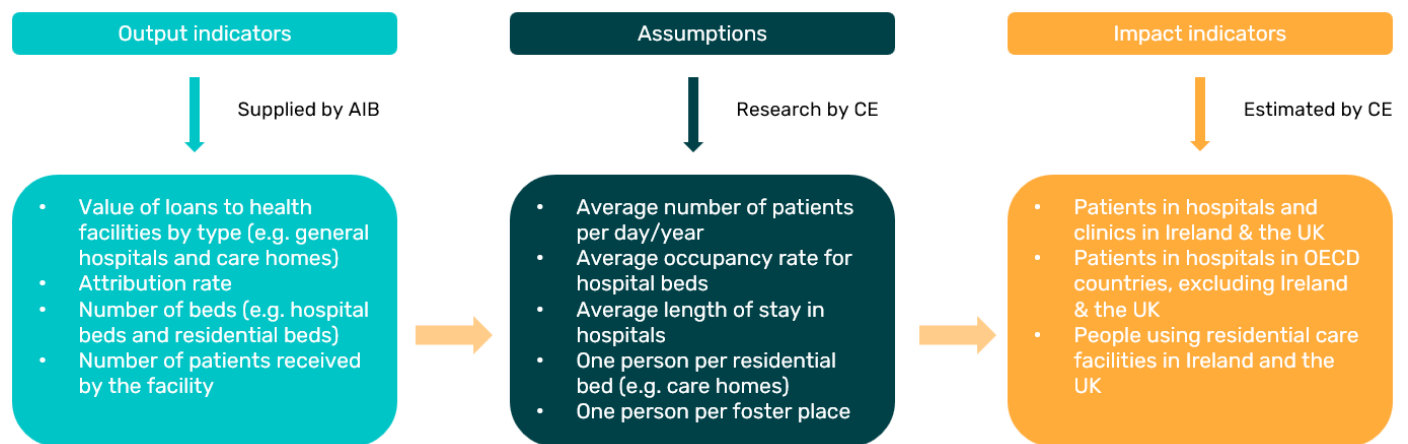 Output indicators
Assumptions
Impact indicators
Supplied by AIB
Research by CE
Estimated by CE
• Value of loans to health
facilities by type (e.g. general
hospitals and care homes)
• Attribution rate
• Number of beds (e.g. hospital
beds and residential beds)
• Number of patients received
by the facility
• Average number of patients
per day/year
• Average occupancy rate for
hospital beds
• Average length of stay in
hospitals
• One person per residential
bed (e.g. care homes)
• One person per foster place
• Patients in hospitals and
clinics in Ireland & the UK
• Patients in hospitals in OECD
countries, excluding Ireland
& the UK
• People using residential care
facilities in Ireland and the
UK